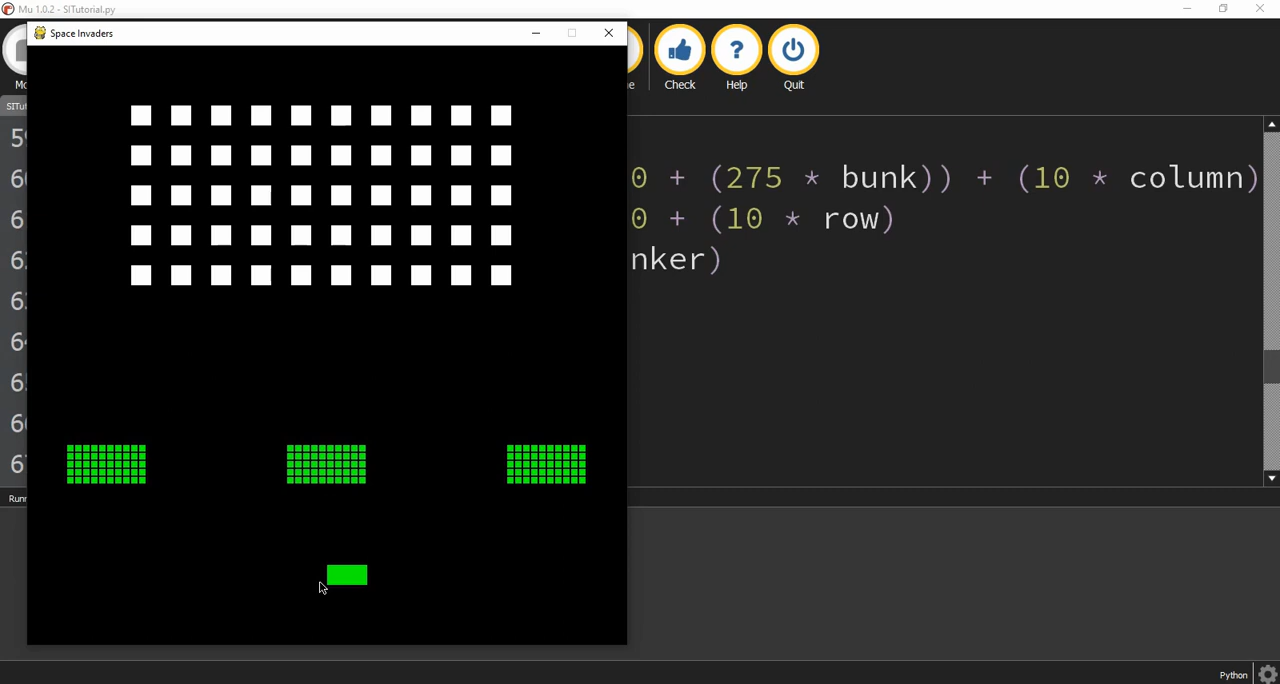 Mu 1.0.2 - SITutorial.py
Space Invaders
Check
Help
Quit
0 + (275 * bunk)) + (10 * column)
0 + (10 * row)
nker)
Python